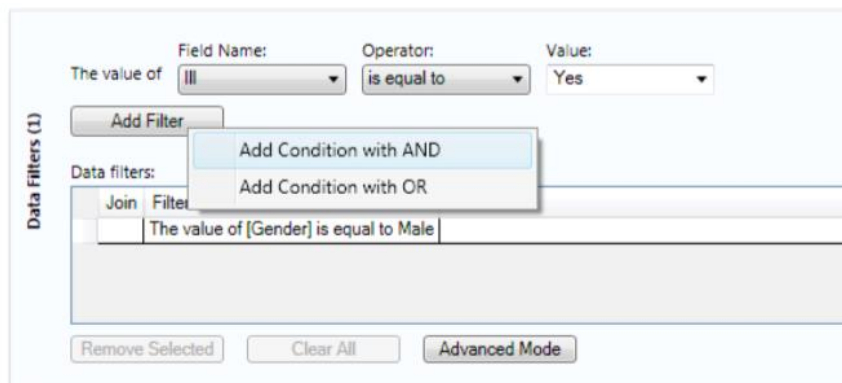 Field Name: Operator: Value:
The value of Ill is equal to Yes
Add Filter
Add Condition with AND
Data filters:
Add Condition with OR
Join Filter
The value of [Gender] is equal to Male
Remove Selected Clear All Advanced Mode
Data Filters (1)